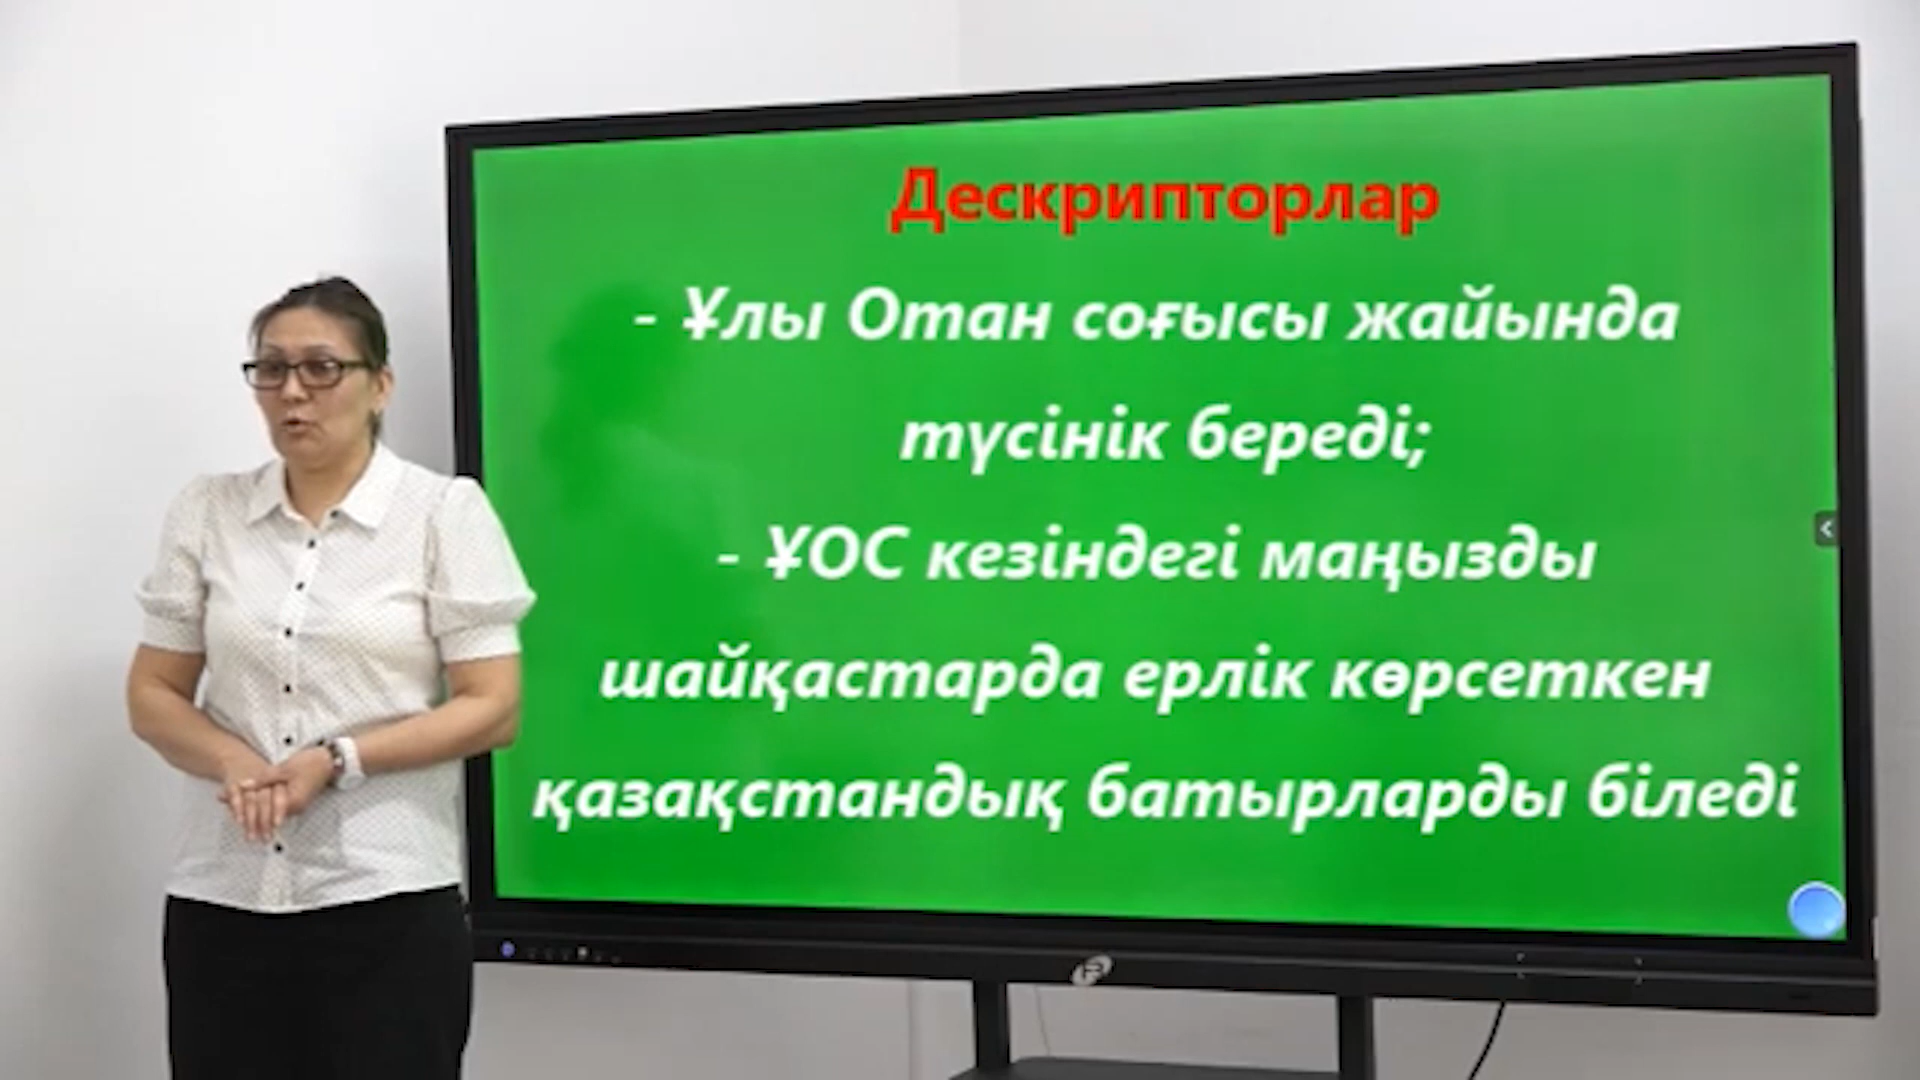 Дескрипторлар
- Ұлы Отан соғысы жайында
түсінік береді;
- ҰОС кезіндегі маңызды
шайқастарда ерлік көрсеткен
қазақстандық батырларды біледі